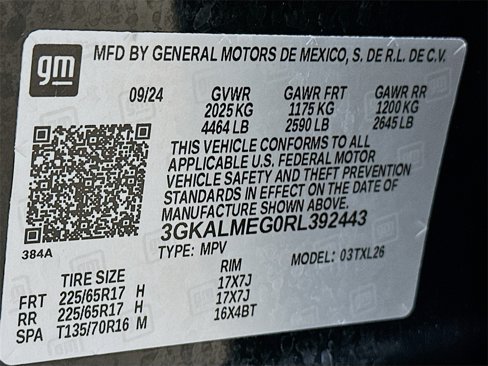 gm MFD BY GENERAL MOTORS DE MEXICO, S. DE R.L. DE C.V.
09/24 GVWR GAWR FRT GAWR RR
2025 KG 1175 KG 1200 KG
4464 LB 2590 LB 2645 LB
THIS VEHICLE CONFORMS TO ALL
APPLICABLE U.S. FEDERAL MOTOR
VEHICLE SAFETY AND THEFT PREVENTION
STANDARDS IN EFFECT ON THE DATE OF
MANUFACTURE SHOWN ABOVE.
3GKALMEG0RL392443
384A TYPE: MPV MODEL: 03TXL26
TIRE SIZE RIM
FRT 225/65R17 H 17X7J
RR 225/65R17 H 17X7J
SPA T135/70R16 M 16X4BT